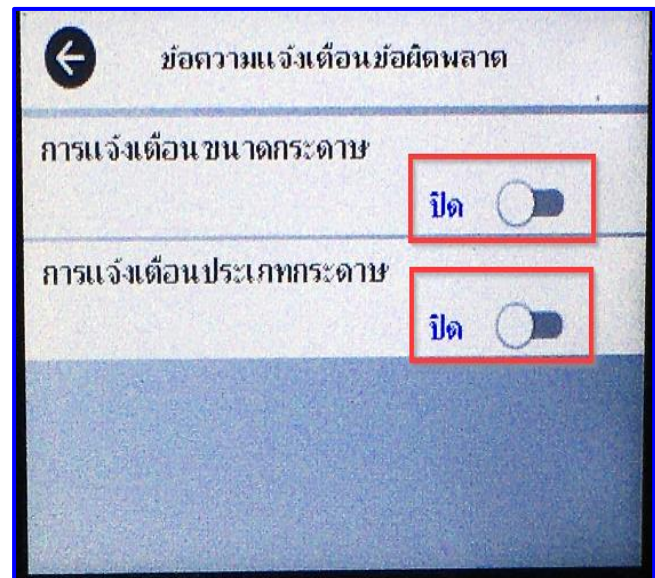 ข้อความแจ้งเตือนข้อผิดพลาด
การแจ้งเตือนขนาดกระดาษ
ปิด
การแจ้งเตือนประเภทกระดาษ
ปิด